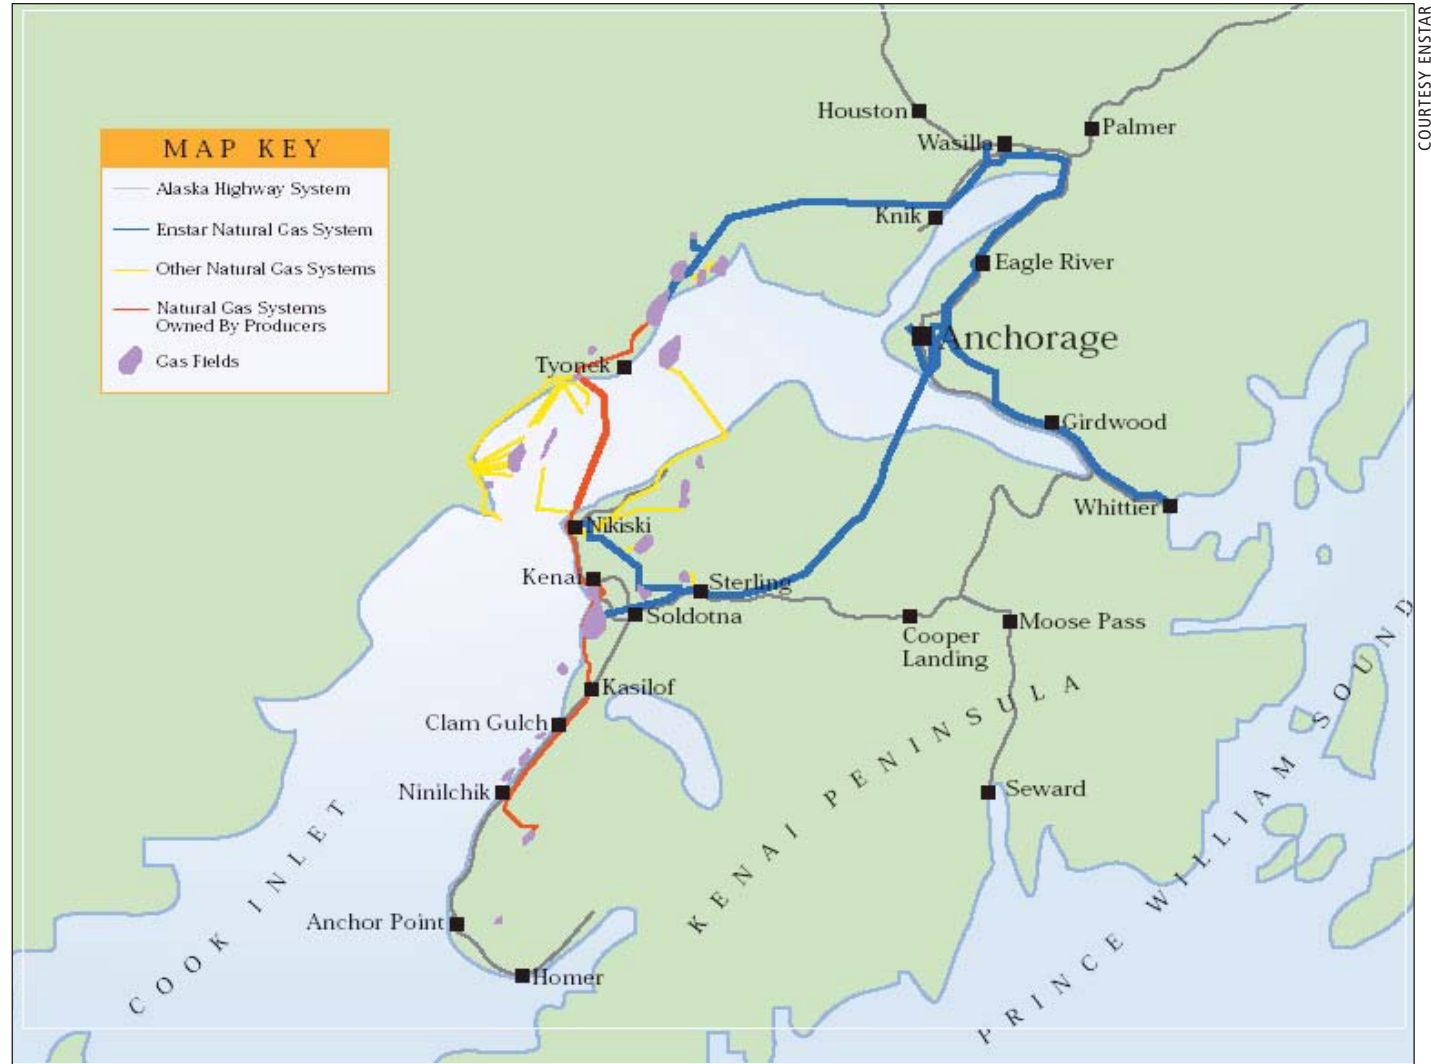 COURTESY ENSTAR
MAP KEY
Alaska Highway System
Enstar Natural Gas System
Other Natural Gas Systems
Natural Gas Systems
Owned By Producers
Gas Fields
Houston
Wasilla
Palmer
Knik
Eagle River
Anchorage
Tyonek
Girdwood
Whittier
Nikiski
Kenai
Sterling
Soldotna
Cooper
Landing
Moose Pass
Kasilof
Clam Gulch
Ninilchik
Seward
Anchor Point
Homer
COOK INLET
KENAI PENINSULA
PRINCE WILLIAM SOUND